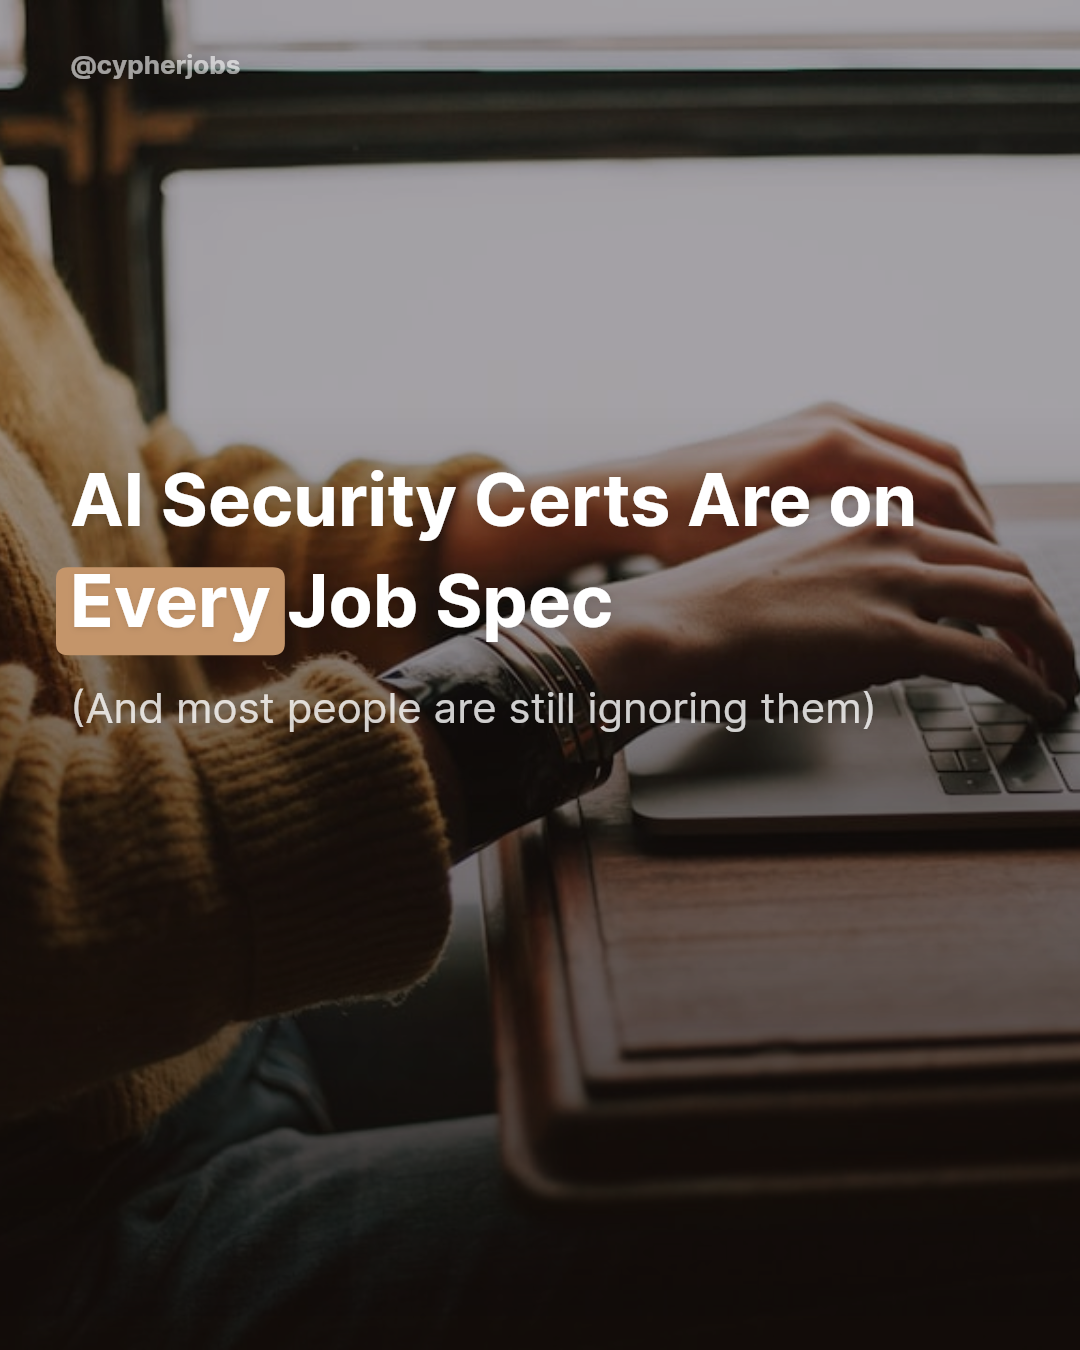 @cypherjobs
AI Security Certs Are on
Every Job Spec
(And most people are still ignoring them)